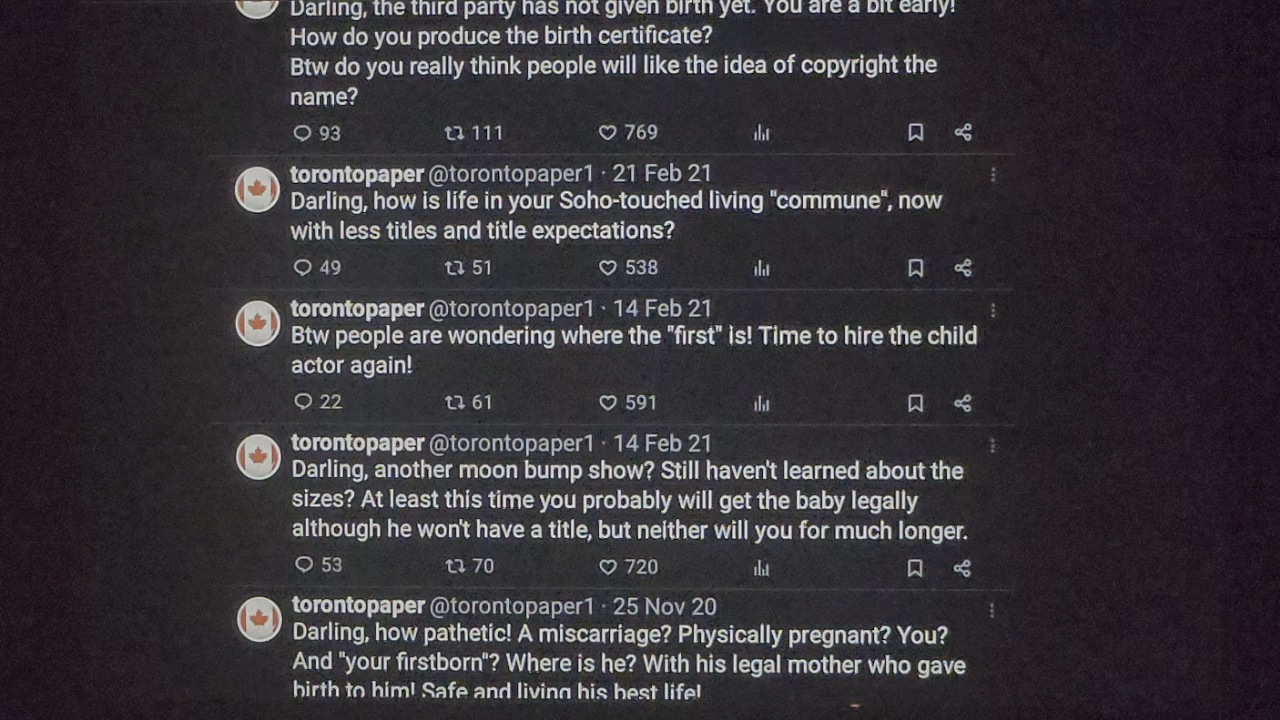 Darling, the third party has not given birth yet. You are a bit early!
How do you produce the birth certificate?
Btw do you really think people will like the idea of copyright the
name?
93 111 769
torontopaper @torontopaper1 · 21 Feb 21
Darling, how is life in your Soho-touched living "commune", now
with less titles and title expectations?
49 51 538
torontopaper @torontopaper1 · 14 Feb 21
Btw people are wondering where the "first" is! Time to hire the child
actor again!
22 61 591
torontopaper @torontopaper1 · 14 Feb 21
Darling, another moon bump show? Still haven't learned about the
sizes? At least this time you probably will get the baby legally
although he won't have a title, but neither will you for much longer.
53 70 720
torontopaper @torontopaper1 · 25 Nov 20
Darling, how pathetic! A miscarriage? Physically pregnant? You?
And "your firstborn"? Where is he? With his legal mother who gave
birth to him! Safe and living his best life!